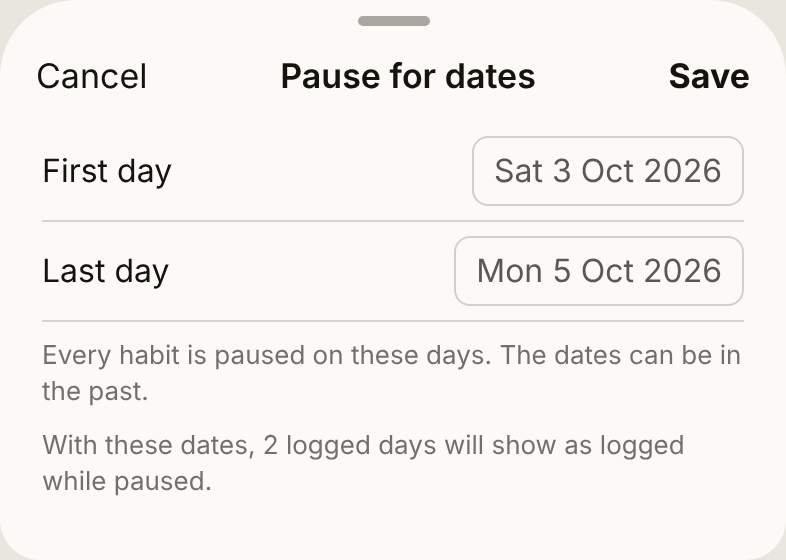 Cancel Pause for dates Save
First day Sat 3 Oct 2026
Last day Mon 5 Oct 2026
Every habit is paused on these days. The dates can be in
the past.
With these dates, 2 logged days will show as logged
while paused.